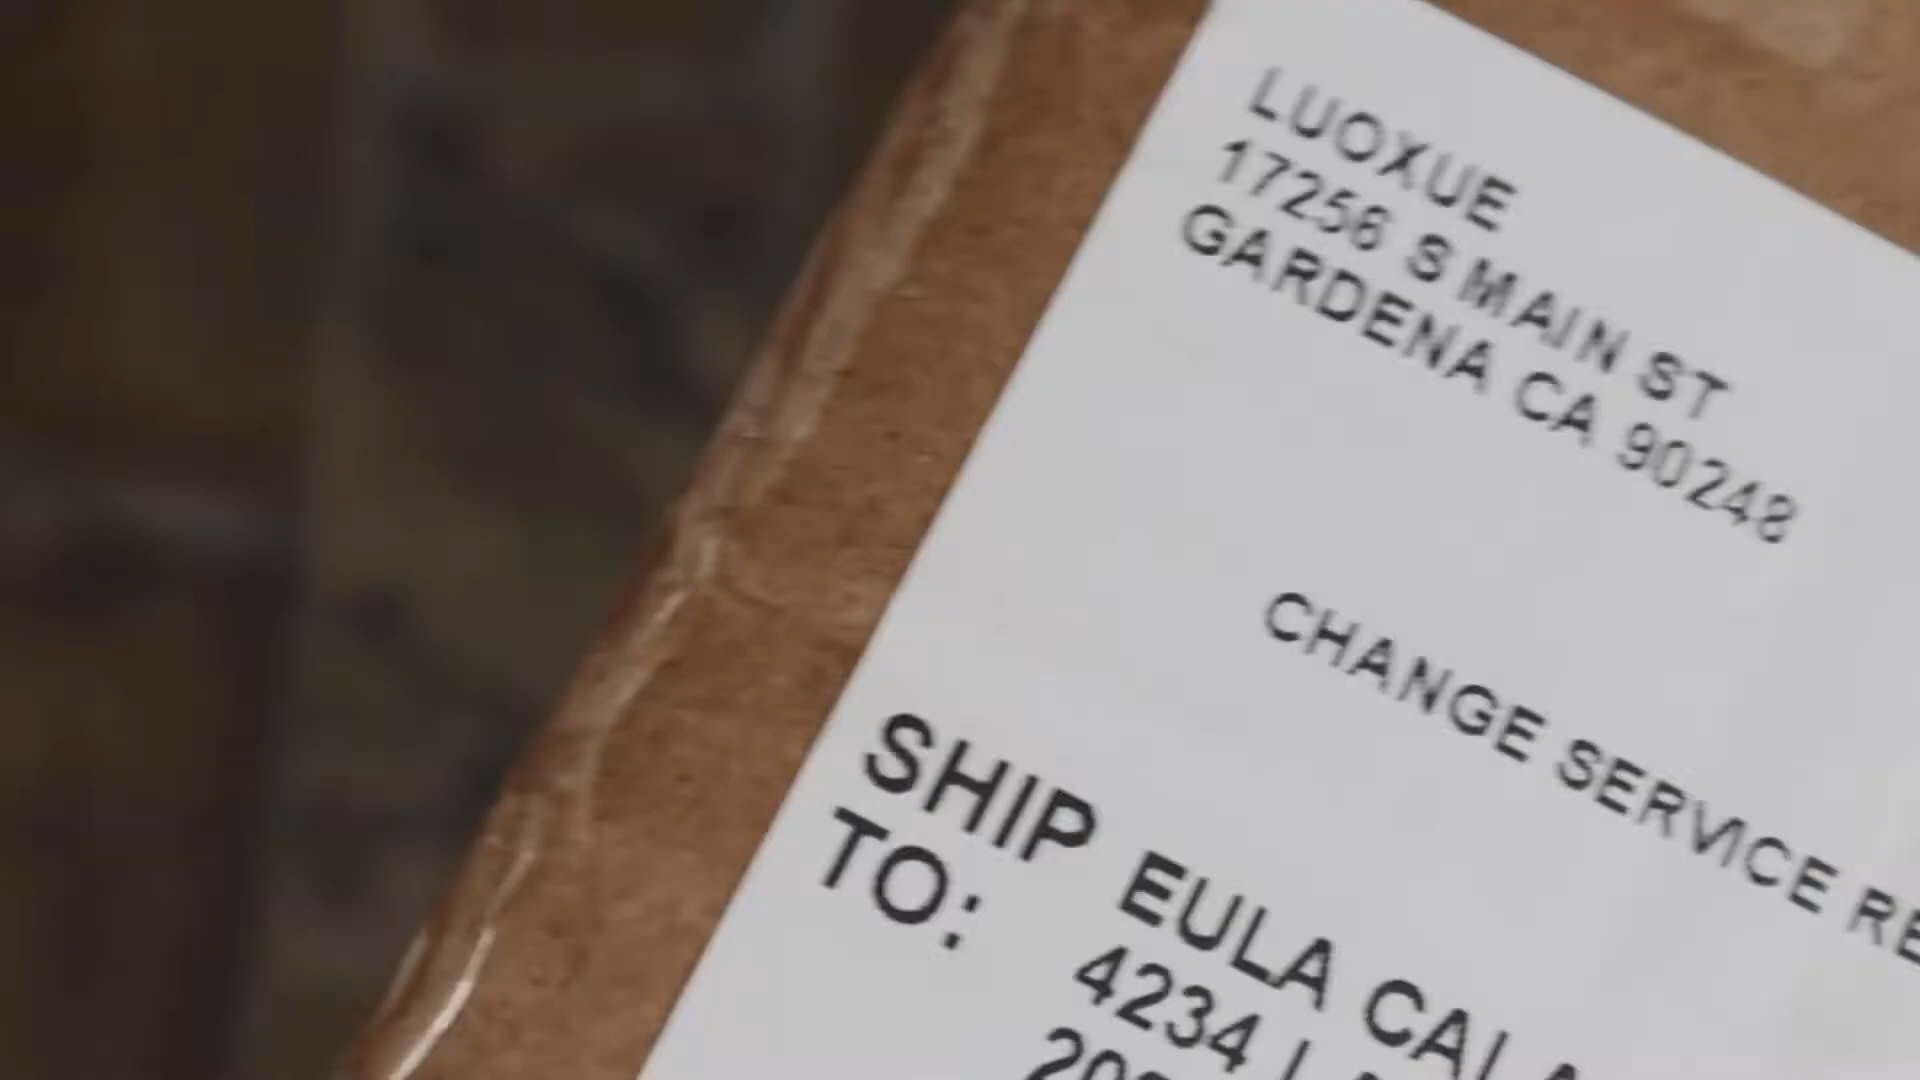 LUOXUE
17256 S MAIN ST
GARDENA CA 90248
CHANGE SERVICE
SHIP
TO:
EULA
4234